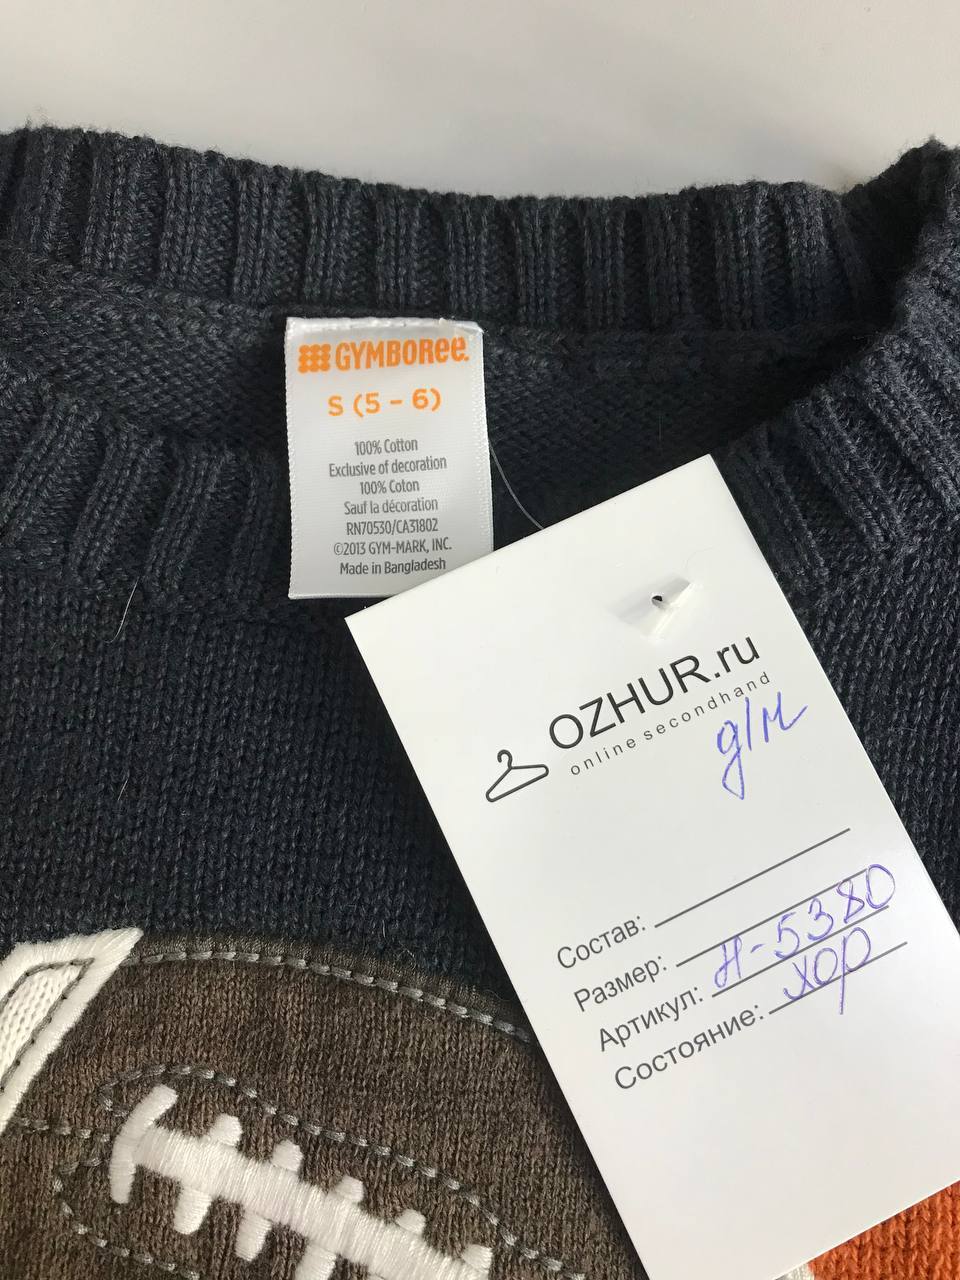 GYMBOREE
S (5 - 6)
100% Cotton
Exclusive of decoration
100% Coton
Sauf la décoration
RN70530/CA31802
©2013 GYM-MARK, INC.
Made in Bangladesh
OZHUR.ru
online secondhand
д/м
Состав:
Размер:
Артикул: Н-5380
Состояние: хор